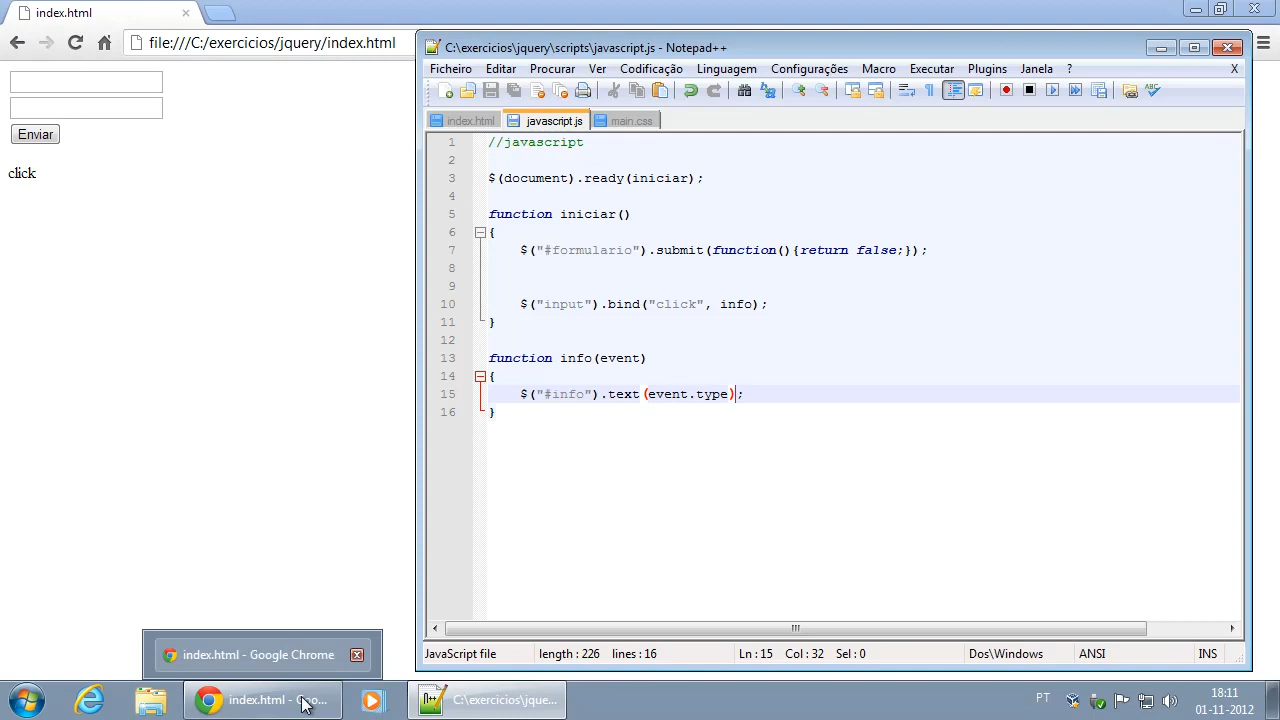 index.html
file:///C:/exercicios/jquery/index.html
Enviar
click
C:\exercicios\jquery\scripts\javascript.js - Notepad++
Ficheiro Editar Procurar Ver Codificação Linguagem Configurações Macro Executar Plugins Janela ? X
index.html javascript.js main.css
1 //javascript
2
3 $(document).ready(iniciar);
4
5 function iniciar()
6 {
7 $("#formulario").submit(function(){return false;});
8
9
10 $("input").bind("click", info);
11 }
12
13 function info(event)
14 {
15 $("#info").text(event.type);
16 }
JavaScript file length : 226 lines : 16 Ln : 15 Col : 32 Sel : 0 Dos\Windows ANSI INS
index.html - Google Chrome
index.html - Goo... C:\exercicios\jque... PT 18:11
01-11-2012